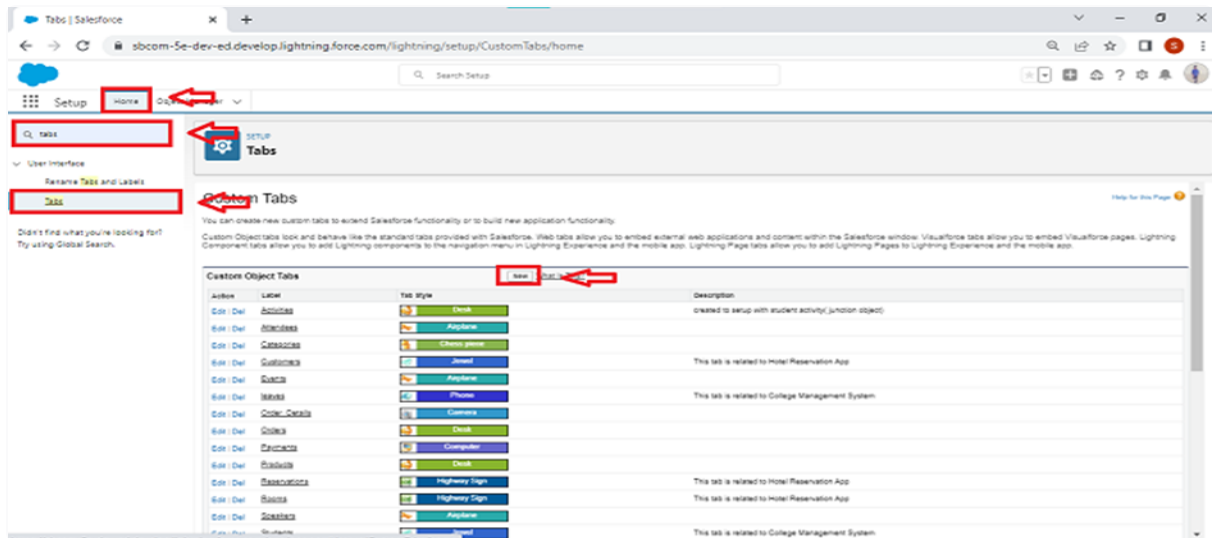 Tabs | Salesforce
sbcom-5e-dev-ed.develop.lightning.force.com/lightning/setup/CustomTabs/home
S
Search Setup
Setup Home
tabs
SETUP
Tabs
User Interface
Rename Tabs and Labels
Tabs
Didn't find what you're looking for?
Try using Global Search.
Custom Tabs
Help for this Page
You can create new custom tabs to extend Salesforce functionality or to build new application functionality.
Custom Object tabs look and behave like the standard tabs provided with Salesforce. Web tabs allow you to embed external web applications and content within the Salesforce window. Visualforce tabs allow you to embed Visualforce pages. Lightning
Component tabs allow you to add Lightning components to the navigation menu in Lightning Experience and the mobile app. Lightning Page tabs allow you to add Lightning Pages to Lightning Experience and the mobile app.
Custom Object Tabs New What Is
Action Label Tab Style Description
Edit | Del Activities Desk created to setup with student activity( junction object)
Edit | Del Attendees Airplane
Edit | Del Categories Chess piece
Edit | Del Customers Jewel This tab is related to Hotel Reservation App
Edit | Del Events Airplane
Edit | Del leaves Phone This tab is related to College Management System
Edit | Del Order_Details Camera
Edit | Del Orders Desk
Edit | Del Payments Computer
Edit | Del Products Desk
Edit | Del Reservations Highway Sign This tab is related to Hotel Reservation App
Edit | Del Rooms Highway Sign This tab is related to Hotel Reservation App
Edit | Del Speakers Airplane
Edit | Del Students Jewel This tab is related to College Management System